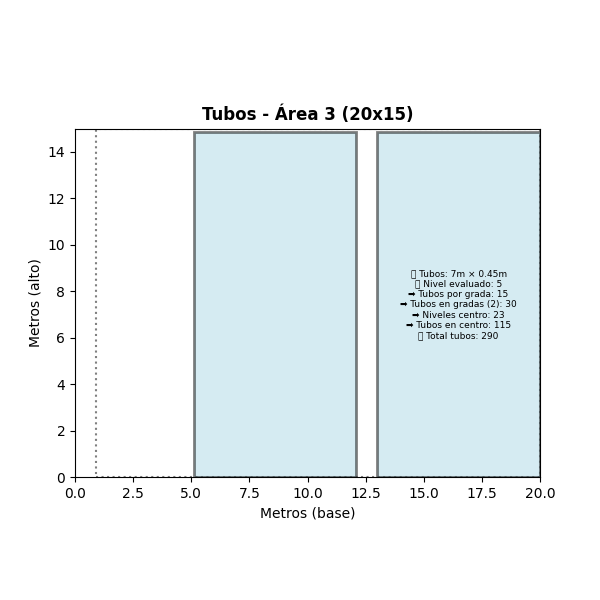 Tubos - Área 3 (20x15)
Metros (alto)
14
12
10
8
6
4
2
0
▯ Tubos: 7m × 0.45m
▯ Nivel evaluado: 5
➡ Tubos por grada: 15
➡ Tubos en gradas (2): 30
➡ Niveles centro: 23
➡ Tubos en centro: 115
▯ Total tubos: 290
0.0 2.5 5.0 7.5 10.0 12.5 15.0 17.5 20.0
Metros (base)